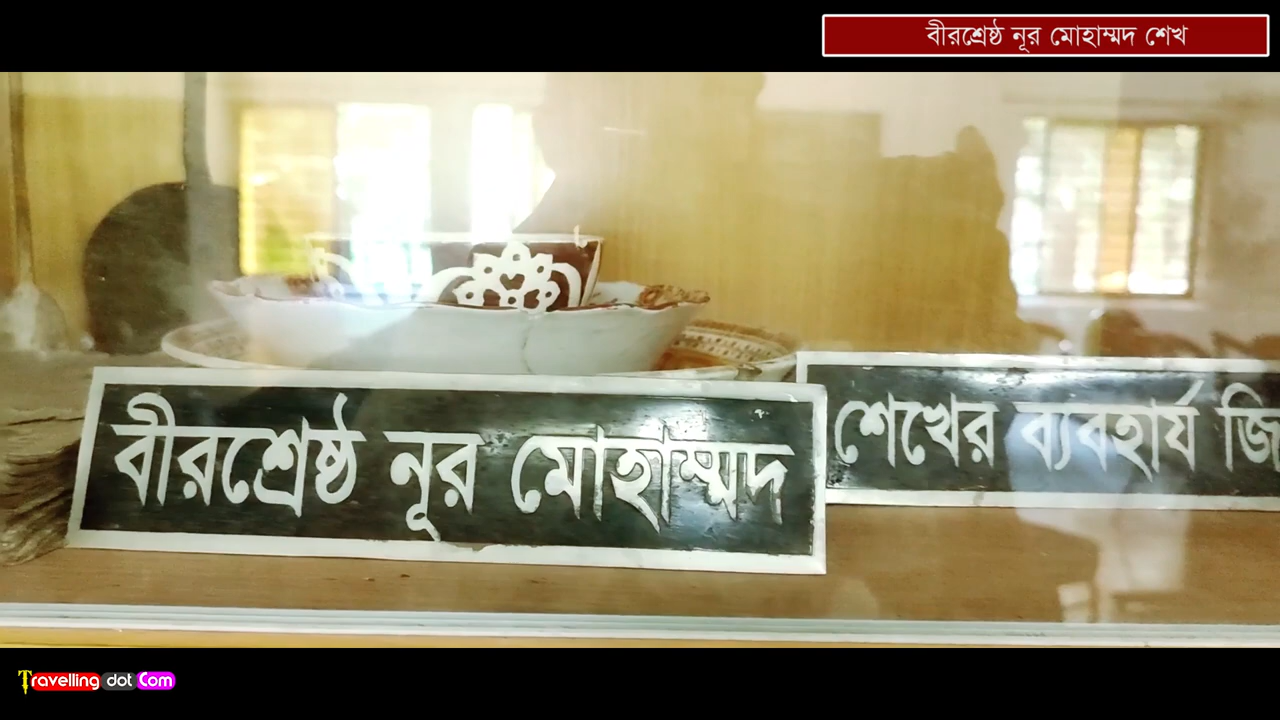 বীরশ্রেষ্ঠ নূর মোহাম্মদ শেখ
বীরশ্রেষ্ঠ নূর মোহাম্মদ
শেখের ব্যবহার্য জি
Travelling dot Com